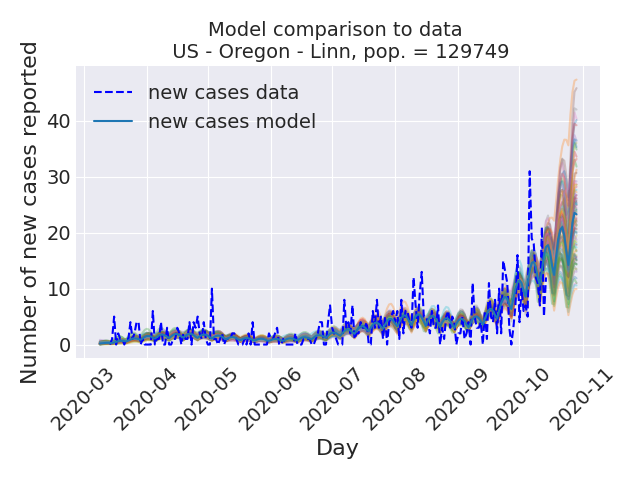 Model comparison to data
US - Oregon - Linn, pop. = 129749
new cases data
new cases model
Number of new cases reported
40
30
20
10
0
2020-03
2020-04
2020-05
2020-06
2020-07
2020-08
2020-09
2020-10
2020-11
Day